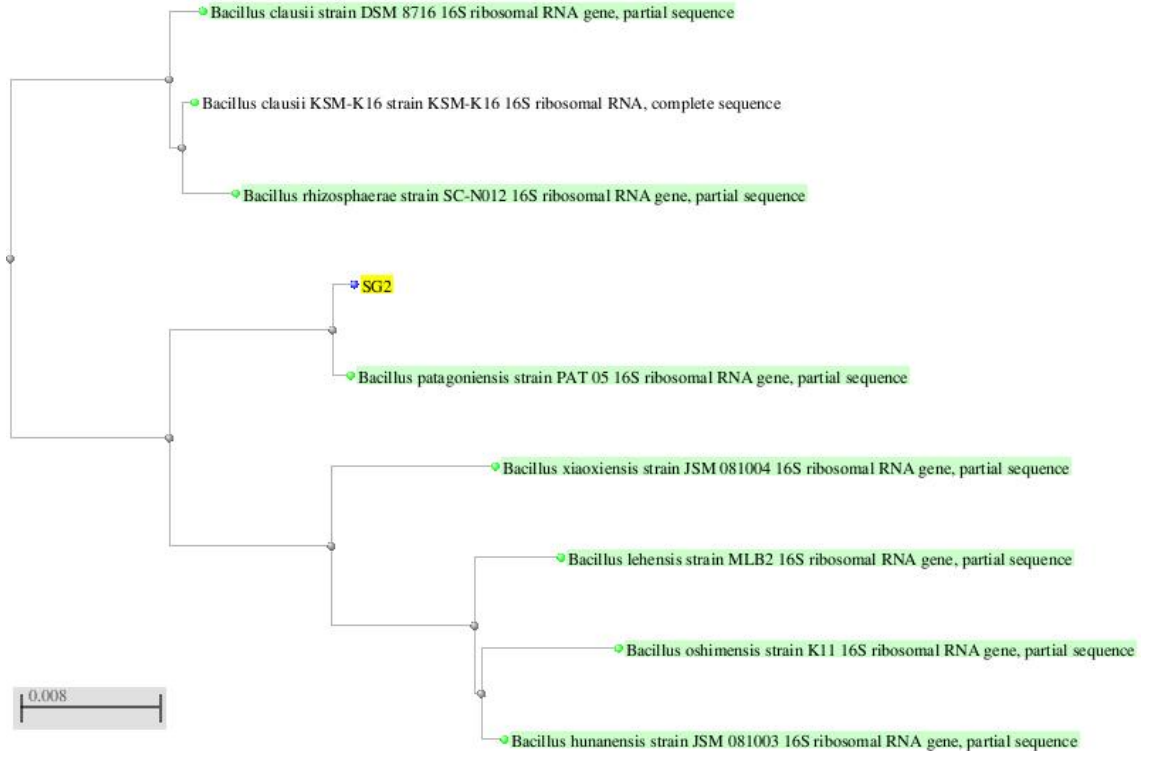 Bacillus clausii strain DSM 8716 16S ribosomal RNA gene, partial sequence
Bacillus clausii KSM-K16 strain KSM-K16 16S ribosomal RNA, complete sequence
Bacillus rhizosphaerae strain SC-N012 16S ribosomal RNA gene, partial sequence
SG2
Bacillus patagoniensis strain PAT 05 16S ribosomal RNA gene, partial sequence
Bacillus xiaoxiensis strain JSM 081004 16S ribosomal RNA gene, partial sequence
Bacillus lehensis strain MLB2 16S ribosomal RNA gene, partial sequence
Bacillus oshimensis strain K11 16S ribosomal RNA gene, partial sequence
0.008
Bacillus hunanensis strain JSM 081003 16S ribosomal RNA gene, partial sequence